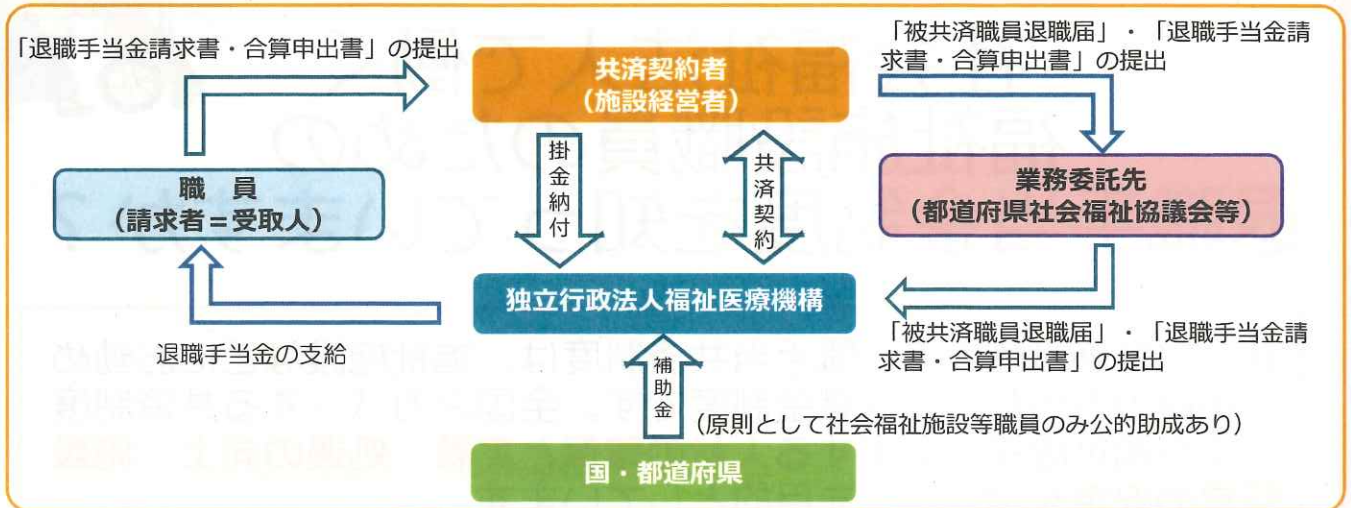 「退職手当金請求書・合算申出書」の提出
共済契約者
（施設経営者）
「被共済職員退職届」・「退職手当金請
求書・合算申出書」の提出
職　員
（請求者＝受取人）
掛金納付
共済契約
業務委託先
（都道府県社会福祉協議会等）
独立行政法人福祉医療機構
退職手当金の支給
「被共済職員退職届」・「退職手当金請
求書・合算申出書」の提出
補助金
（原則として社会福祉施設等職員のみ公的助成あり）
国・都道府県